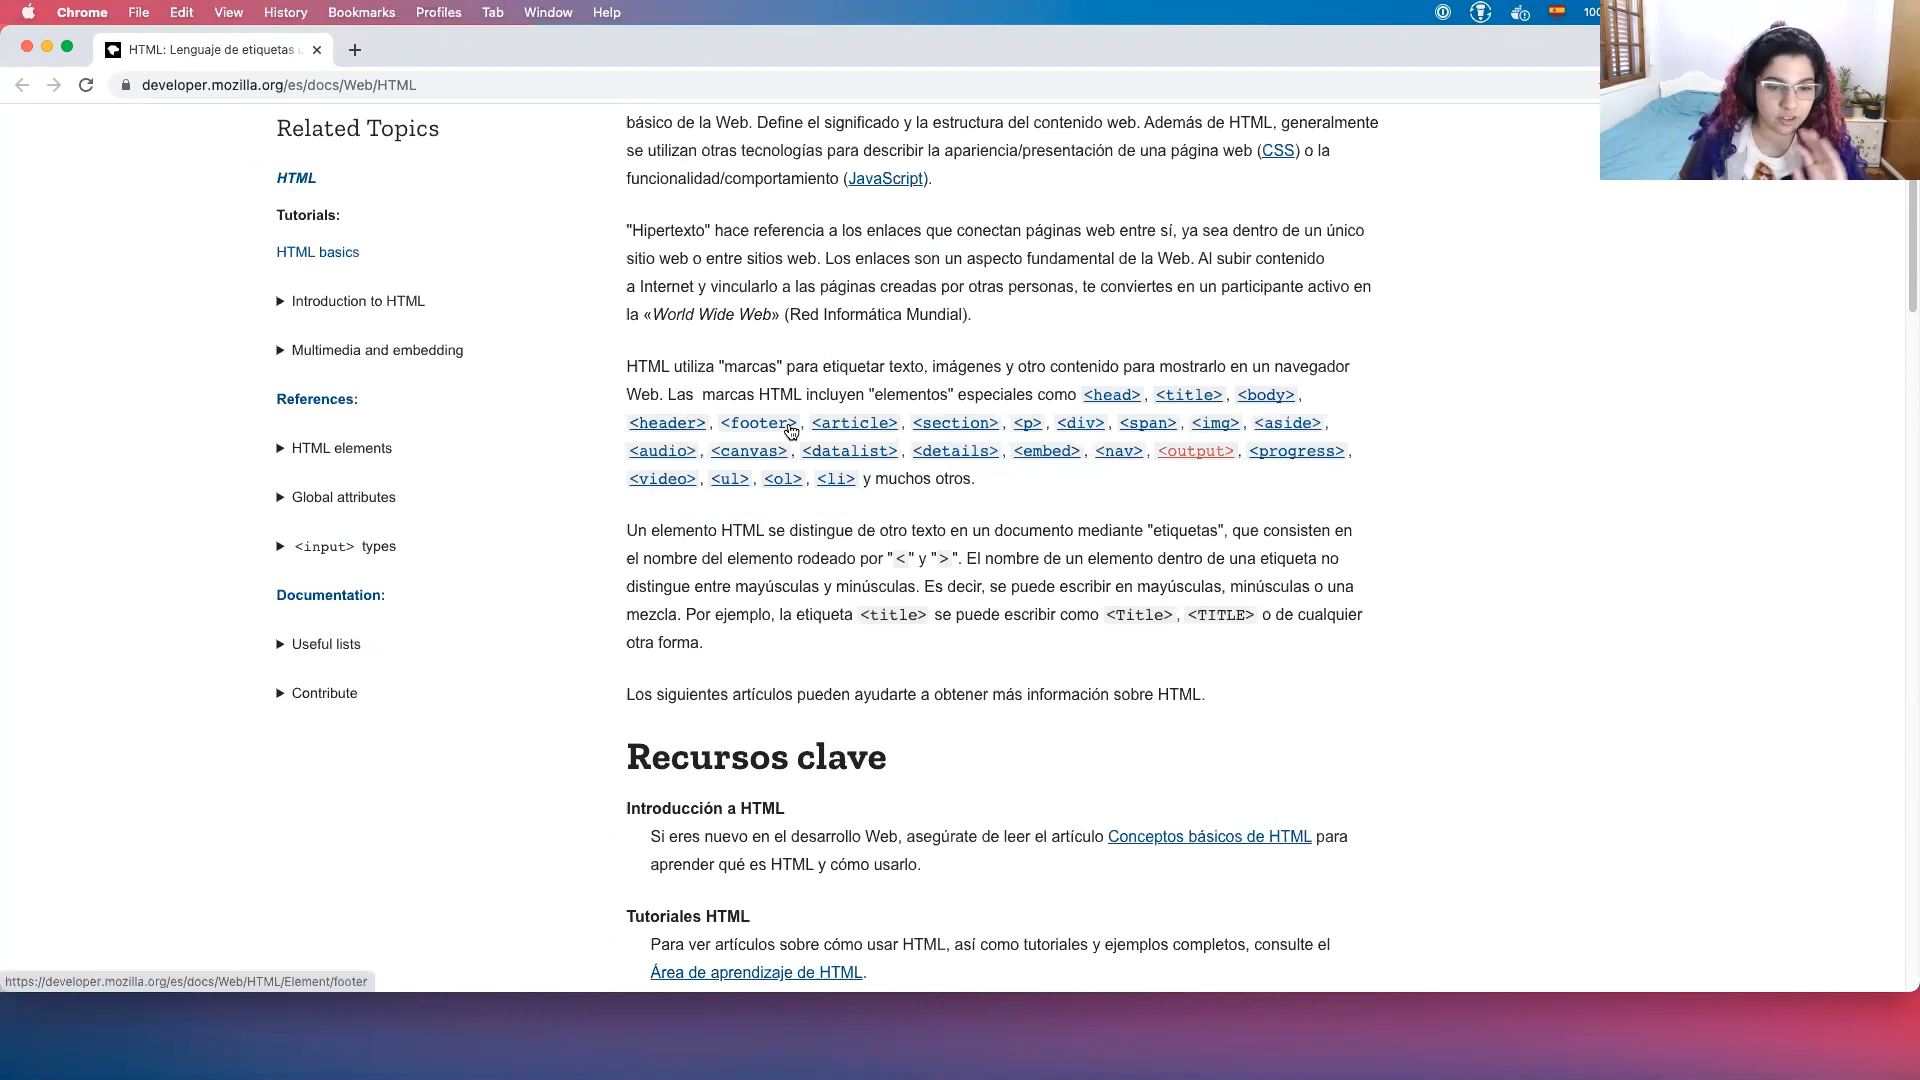 Chrome File Edit View History Bookmarks Profiles Tab Window Help
HTML: Lenguaje de etiquetas
developer.mozilla.org/es/docs/Web/HTML
Related Topics
HTML
Tutorials:
HTML basics
Introduction to HTML
Multimedia and embedding
References:
HTML elements
Global attributes
<input> types
Documentation:
Useful lists
Contribute
básico de la Web. Define el significado y la estructura del contenido web. Además de HTML, generalmente
se utilizan otras tecnologías para describir la apariencia/presentación de una página web (CSS) o la
funcionalidad/comportamiento (JavaScript).
"Hipertexto" hace referencia a los enlaces que conectan páginas web entre sí, ya sea dentro de un único
sitio web o entre sitios web. Los enlaces son un aspecto fundamental de la Web. Al subir contenido
a Internet y vincularlo a las páginas creadas por otras personas, te conviertes en un participante activo en
la «World Wide Web» (Red Informática Mundial).
HTML utiliza "marcas" para etiquetar texto, imágenes y otro contenido para mostrarlo en un navegador
Web. Las marcas HTML incluyen "elementos" especiales como <head>, <title>, <body>,
<header>, <footer>, <article>, <section>, <p>, <div>, <span>, <img>, <aside>,
<audio>, <canvas>, <datalist>, <details>, <embed>, <nav>, <output>, <progress>,
<video>, <ul>, <ol>, <li> y muchos otros.
Un elemento HTML se distingue de otro texto en un documento mediante "etiquetas", que consisten en
el nombre del elemento rodeado por "<" y ">". El nombre de un elemento dentro de una etiqueta no
distingue entre mayúsculas y minúsculas. Es decir, se puede escribir en mayúsculas, minúsculas o una
mezcla. Por ejemplo, la etiqueta <title> se puede escribir como <Title>, <TITLE> o de cualquier
otra forma.
Los siguientes artículos pueden ayudarte a obtener más información sobre HTML.
Recursos clave
Introducción a HTML
Si eres nuevo en el desarrollo Web, asegúrate de leer el artículo Conceptos básicos de HTML para
aprender qué es HTML y cómo usarlo.
Tutoriales HTML
Para ver artículos sobre cómo usar HTML, así como tutoriales y ejemplos completos, consulte el
Área de aprendizaje de HTML.
https://developer.mozilla.org/es/docs/Web/HTML/Element/footer